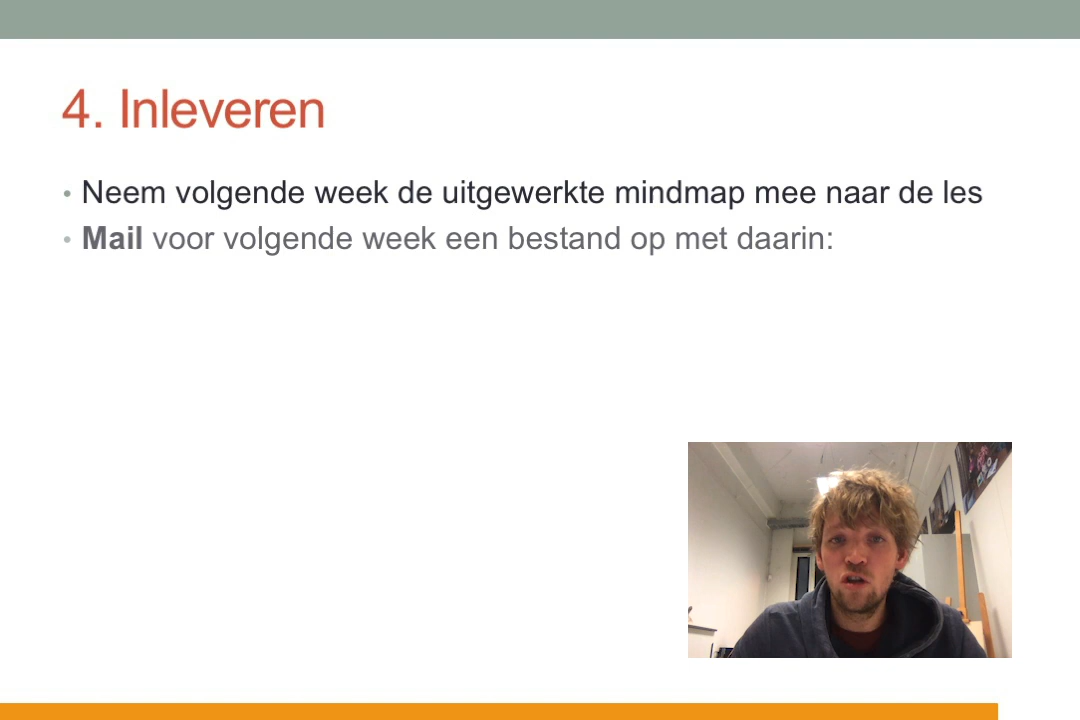 4. Inleveren
• Neem volgende week de uitgewerkte mindmap mee naar de les
• Mail voor volgende week een bestand op met daarin: